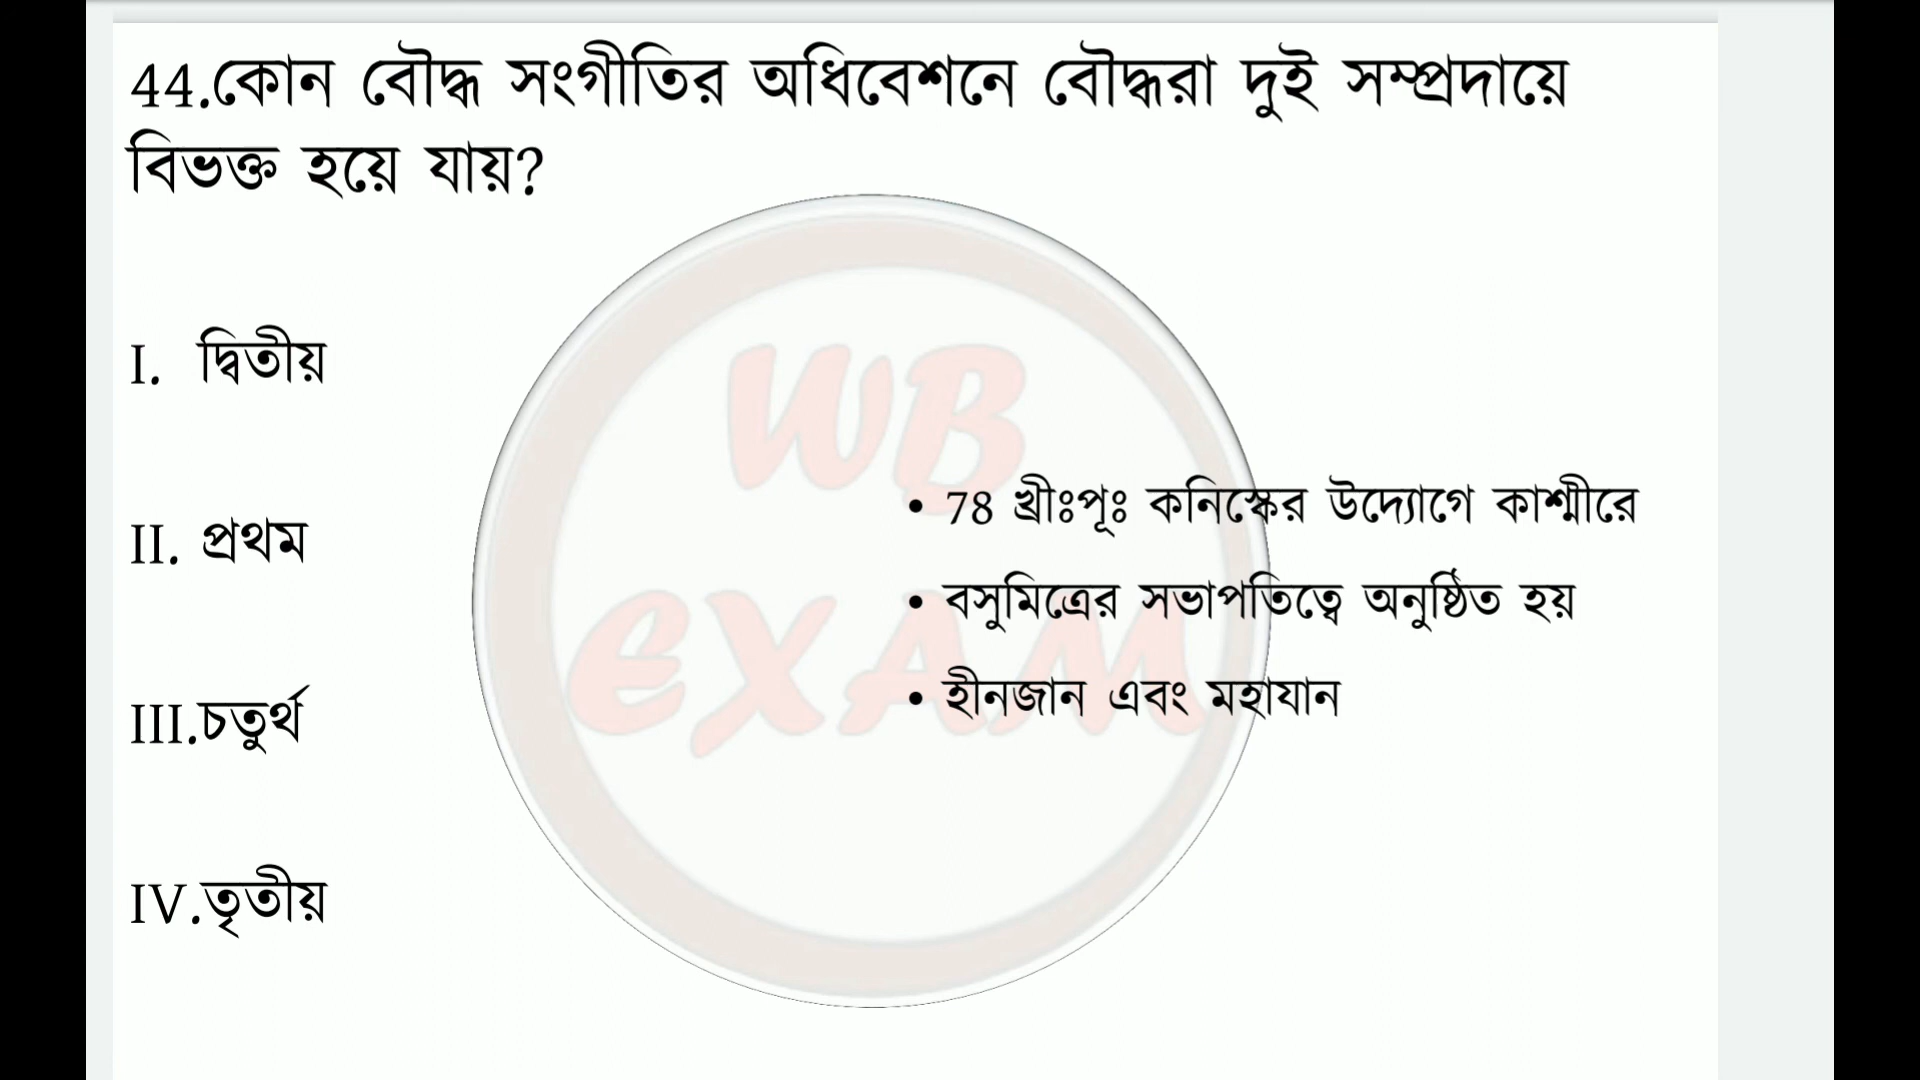 44.কোন বৌদ্ধ সংগীতির অধিবেশনে বৌদ্ধরা দুই সম্প্রদায়ে
বিভক্ত হয়ে যায়?
I. দ্বিতীয়
II. প্রথম
III.চতুর্থ
IV.তৃতীয়
WB
EXAM
• 78 খ্রীঃপূঃ কনিস্কের উদ্যোগে কাশ্মীরে
• বসুমিত্রের সভাপতিত্বে অনুষ্ঠিত হয়
• হীনজান এবং মহাযান